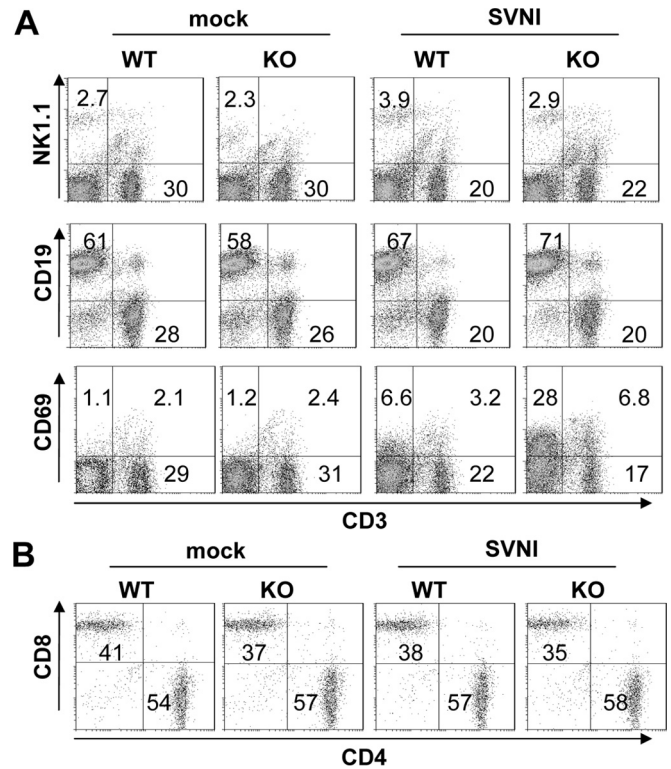 A
mock SVNI
WT KO WT KO
NK1.1
2.7 2.3 3.9 2.9
30 30 20 22
CD19
61 58 67 71
28 26 20 20
CD69
1.1 2.1 1.2 2.4 6.6 3.2 28 6.8
29 31 22 17
CD3
B
mock SVNI
WT KO WT KO
CD8
41 37 38 35
54 57 57 58
CD4